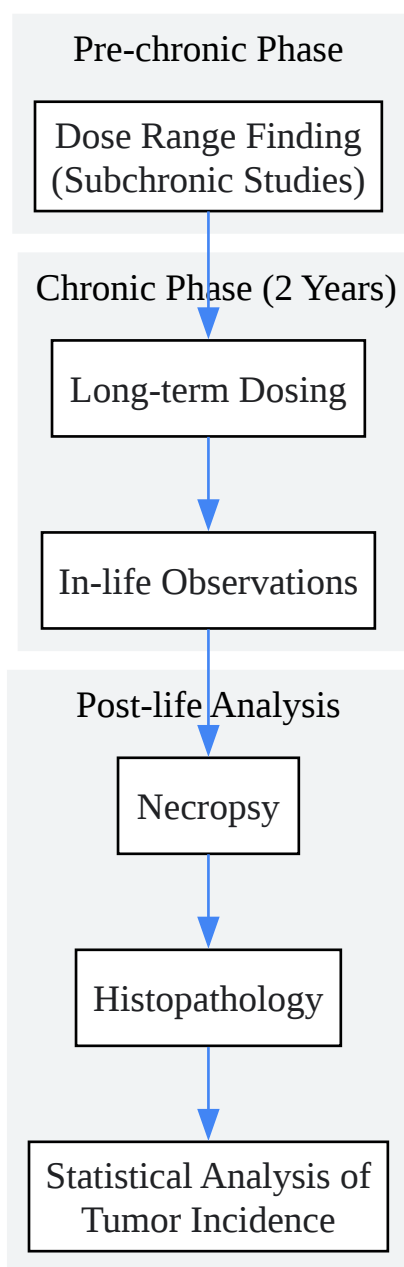 Pre-chronic Phase
Dose Range Finding
(Subchronic Studies)
Chronic Phase (2 Years)
Long-term Dosing
In-life Observations
Post-life Analysis
Necropsy
Histopathology
Statistical Analysis of
Tumor Incidence